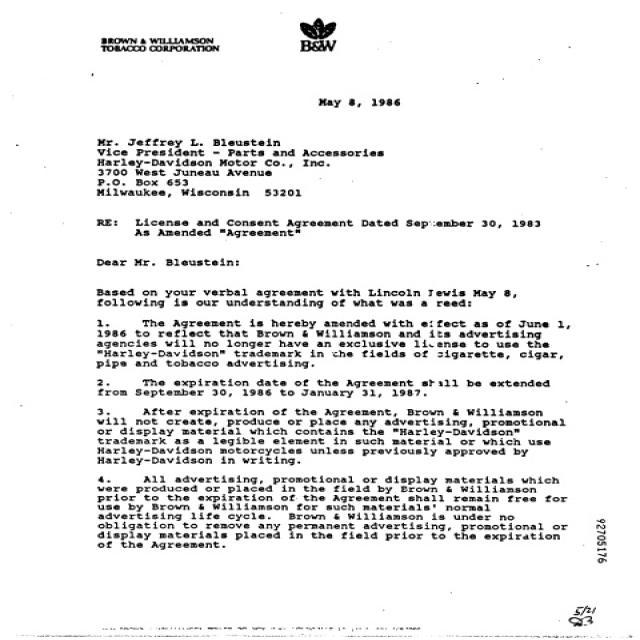 BROWN & WILLIAMSON
TOBACCO CORPORATION
B&W
May 8, 1986
Mr. Jeffrey L. Bleustein
Vice President - Parts and Accessories
Harley-Davidson Motor Co., Inc.
3700 West Juneau Avenue
P.O. Box 653
Milwaukee, Wisconsin 53201
RE: License and Consent Agreement Dated September 30, 1983
As Amended "Agreement"
Dear Mr. Bleustein:
Based on your verbal agreement with Lincoln May 8,
following is our understanding of what was a reed:
1. The Agreement is hereby amended with effect as of June 1,
1986 to reflect that Brown & Williamson and its advertising
agencies will no longer have an exclusive license to use the
"Harley-Davidson" trademark in the fields of cigarette, cigar,
pipe and tobacco advertising.
2. The expiration date of the Agreement shall be extended
from September 30, 1986 to January 31, 1987.
3. After expiration of the Agreement, Brown & Williamson
will not create, produce or place any advertising, promotional
or display material which contains the "Harley-Davidson"
trademark as a legible element in such material or which use
Harley-Davidson motorcycles unless previously approved by
Harley-Davidson in writing.
4. All advertising, promotional or display materials which
were produced or placed in the field by Brown & Williamson
prior to the expiration of the Agreement shall remain free for
use by Brown & Williamson for such materials' normal
advertising life cycle. Brown & Williamson is under no
obligation to remove any permanent advertising, promotional or
display materials placed in the field prior to the expiration
of the Agreement.
92705176
5/21